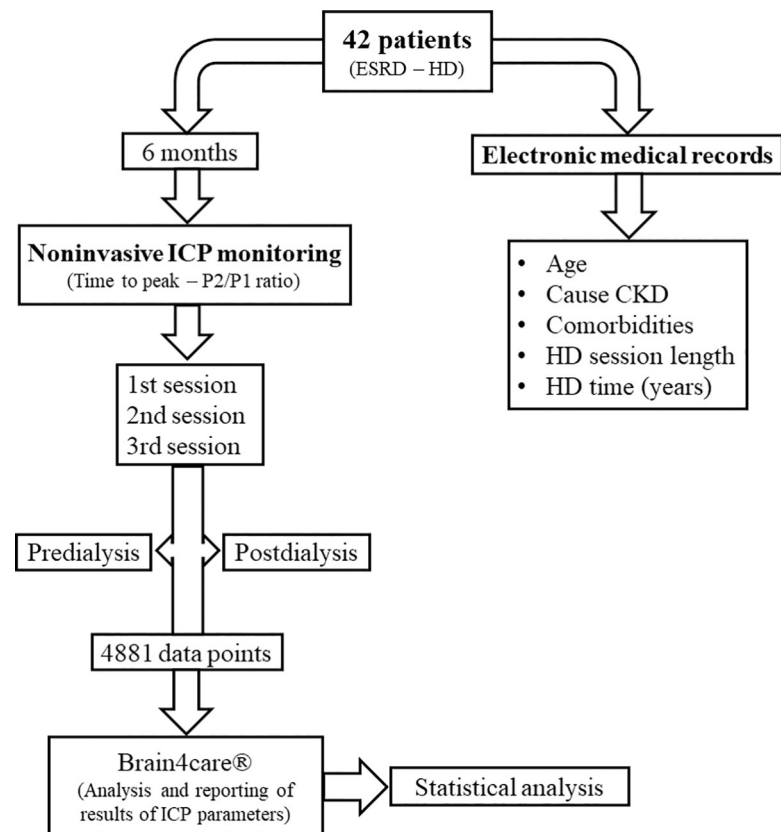 42 patients
(ESRD – HD)
6 months
Electronic medical records
Noninvasive ICP monitoring
(Time to peak – P2/P1 ratio)
• Age
• Cause CKD
• Comorbidities
• HD session length
• HD time (years)
1st session
2nd session
3rd session
Predialysis
Postdialysis
4881 data points
Brain4care®
(Analysis and reporting of
results of ICP parameters)
Statistical analysis